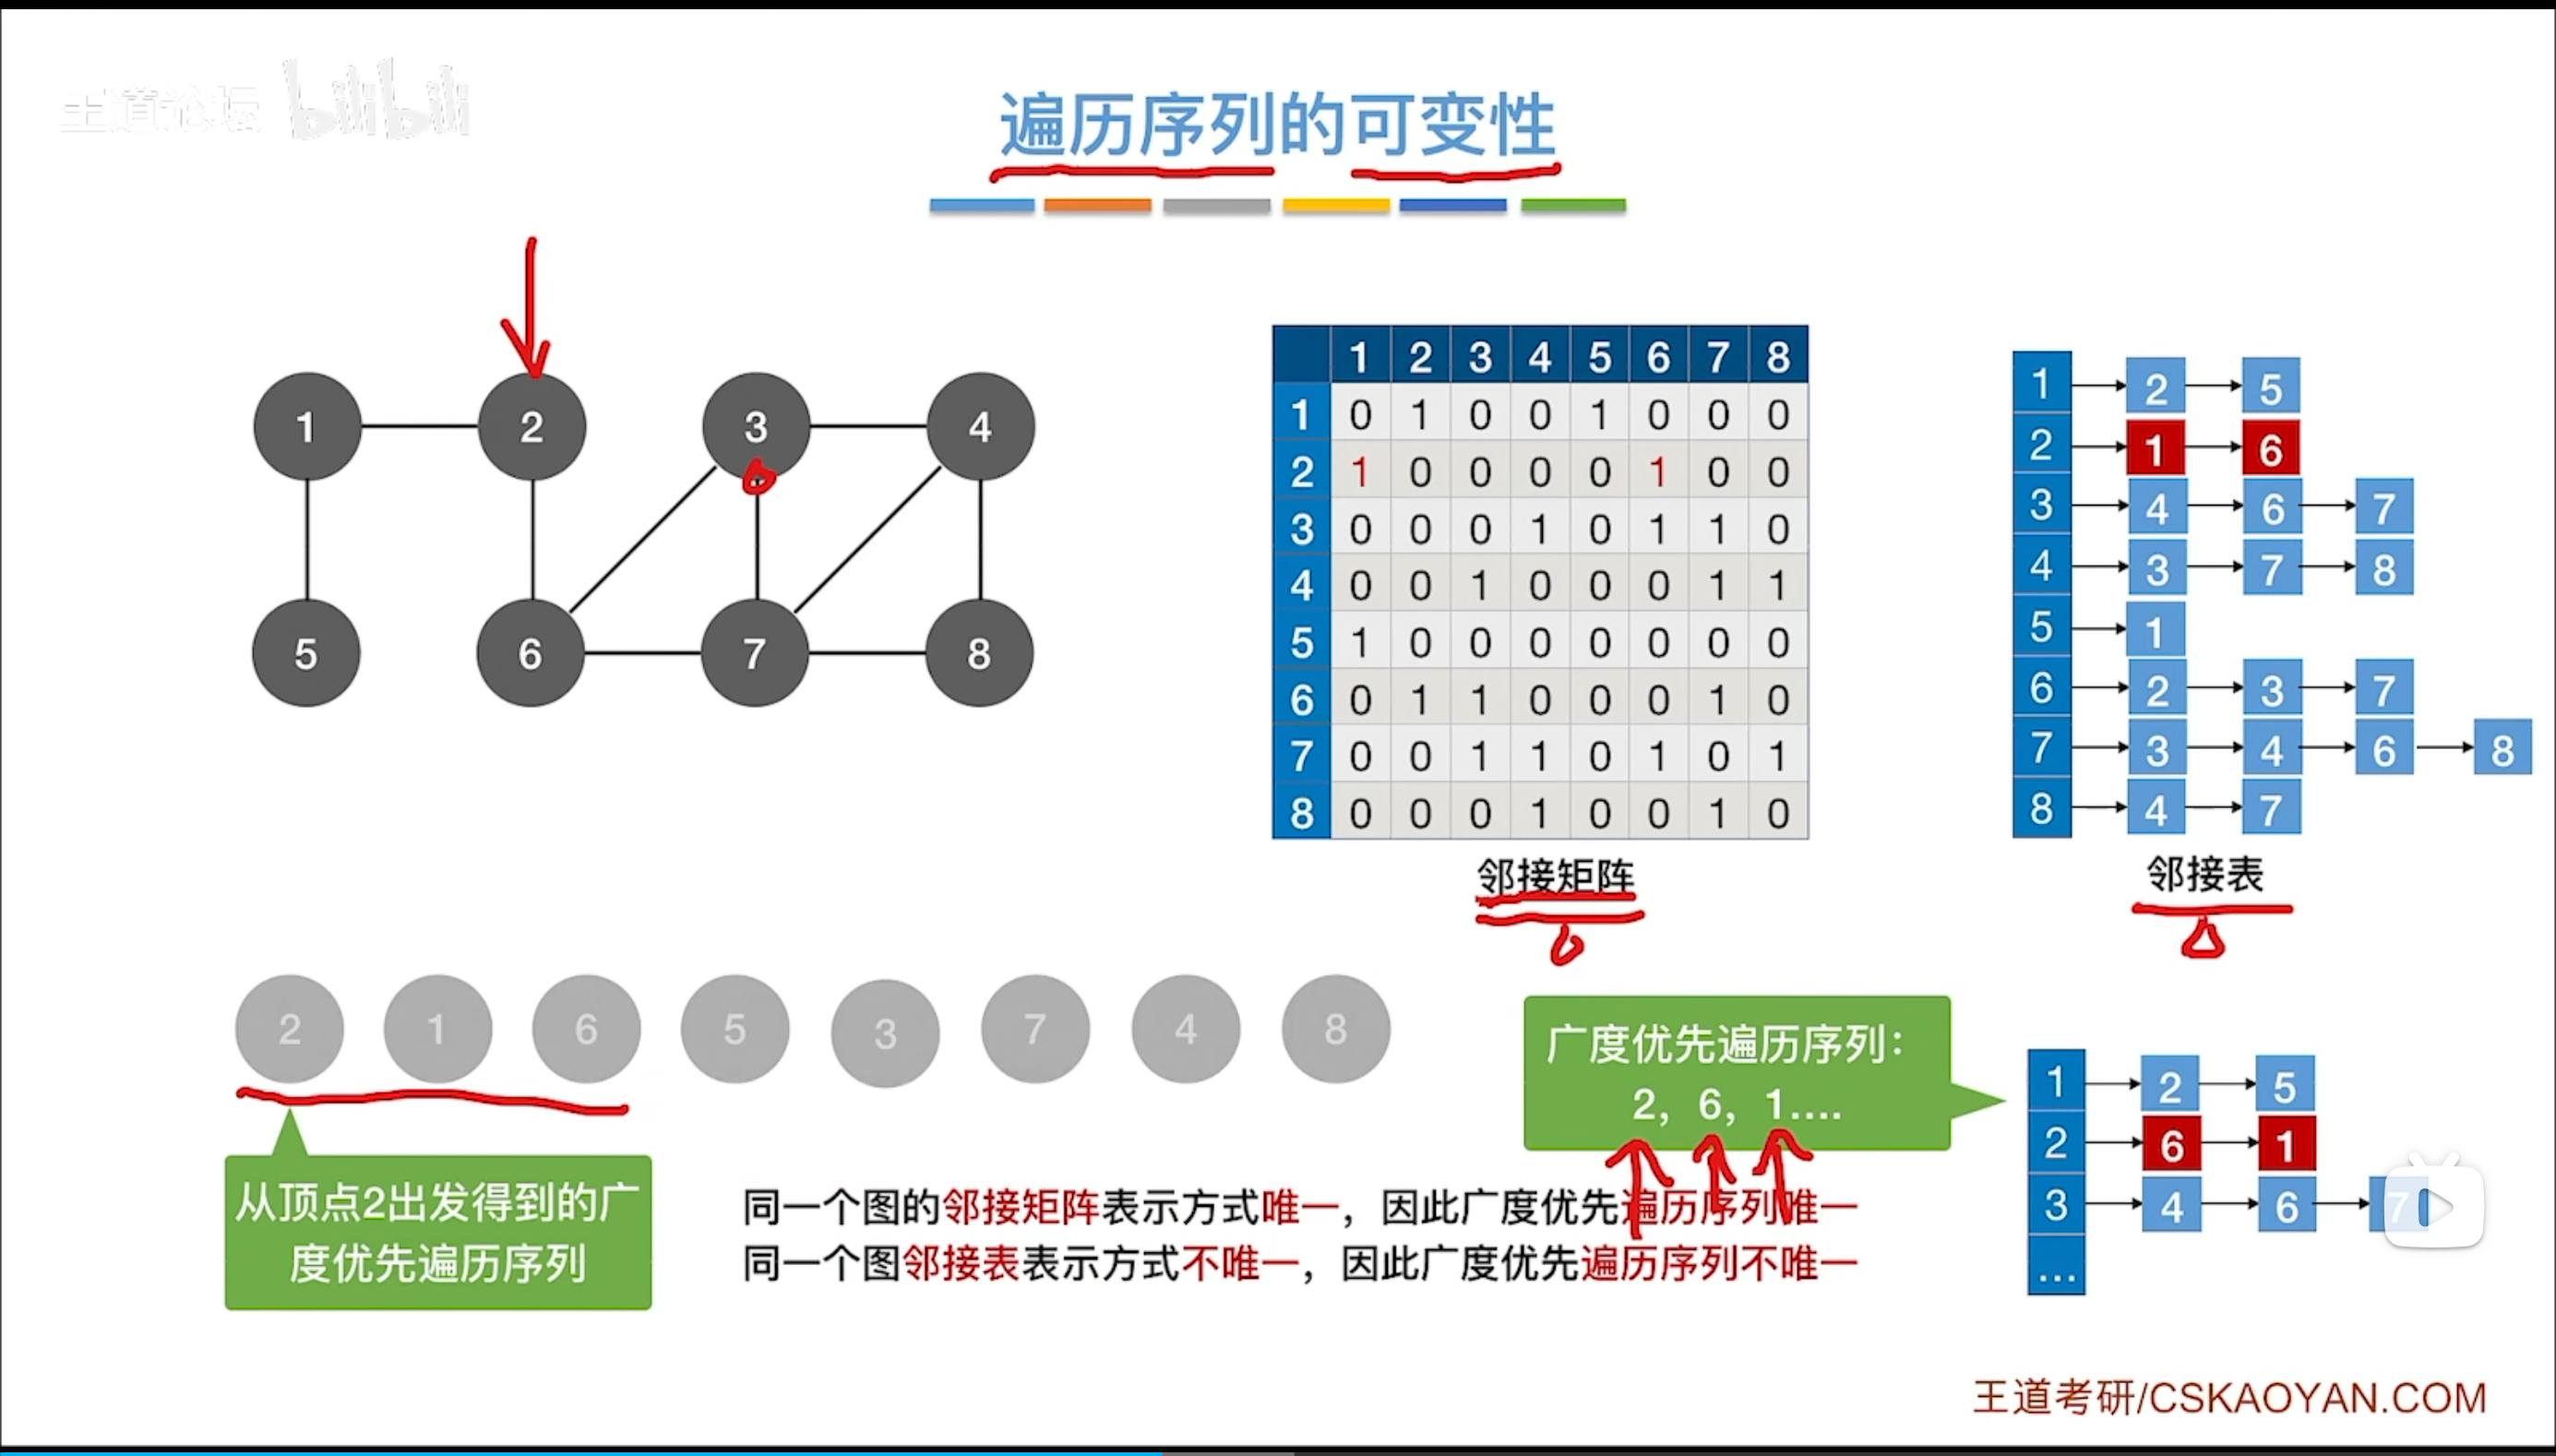 王道论坛 bilibili
遍历序列的可变性
1 2 3 4
5 6 7 8
1 2 3 4 5 6 7 8
1 0 1 0 0 1 0 0 0
2 1 0 0 0 0 1 0 0
3 0 0 0 1 0 1 1 0
4 0 0 1 0 0 0 1 1
5 1 0 0 0 0 0 0 0
6 0 1 1 0 0 0 1 0
7 0 0 1 1 0 1 0 1
8 0 0 0 1 0 0 1 0
邻接矩阵
1 2 5
2 1 6
3 4 6 7
4 3 7 8
5 1
6 2 3 7
7 3 4 6 8
8 4 7
邻接表
2 1 6 5 3 7 4 8
从顶点2出发得到的广
度优先遍历序列
广度优先遍历序列：
2，6，1....
1 2 5
2 6 1
3 4 6 7
...
同一个图的邻接矩阵表示方式唯一，因此广度优先遍历序列唯一
同一个图邻接表表示方式不唯一，因此广度优先遍历序列不唯一
王道考研/CSKAOYAN.COM